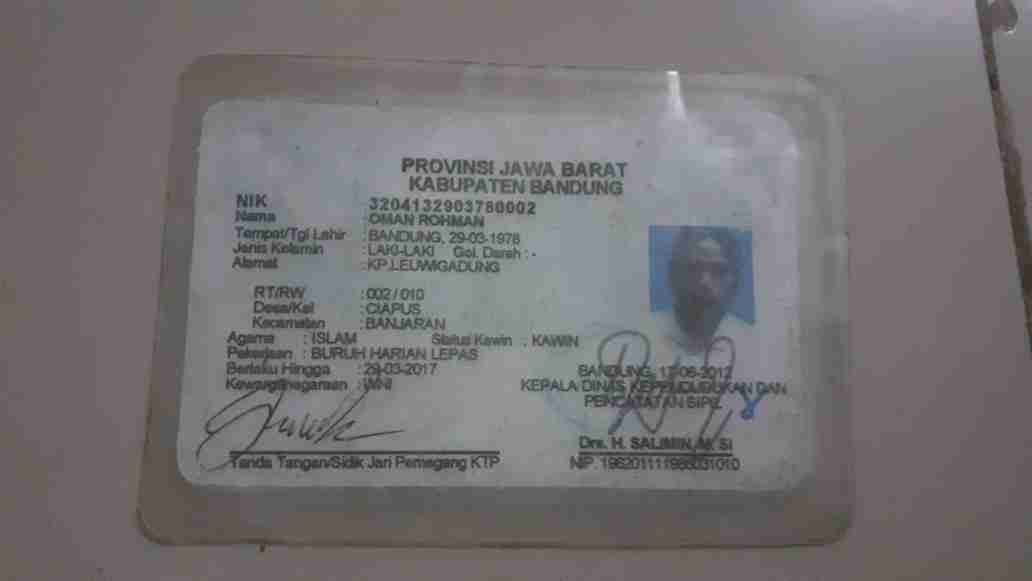 PROVINSI JAWA BARAT
KABUPATEN BANDUNG
NIK 3204132903780002
Nama : OMAN ROHMAN
Tempat/Tgl Lahir : BANDUNG, 29-03-1978
Jenis Kelamin : LAKI-LAKI Gol. Darah : -
Alamat : KP.LEUWIGADUNG
RT/RW : 002 / 010
Desa/Kel : CIAPUS
Kecamatan : BANJARAN
Agama : ISLAM Status Kawin : KAWIN
Pekerjaan : BURUH HARIAN LEPAS
Berlaku Hingga : 29-03-2017
Kewarganegaraan : WNI
BANDUNG, 17-06-2012
KEPALA DINAS KEPENDUDUKAN DAN
PENCATATAN SIPIL
Drs. H. SALIMIN, M. SI
NIP.
Tanda Tangan/Sidik Jari Pemegang KTP